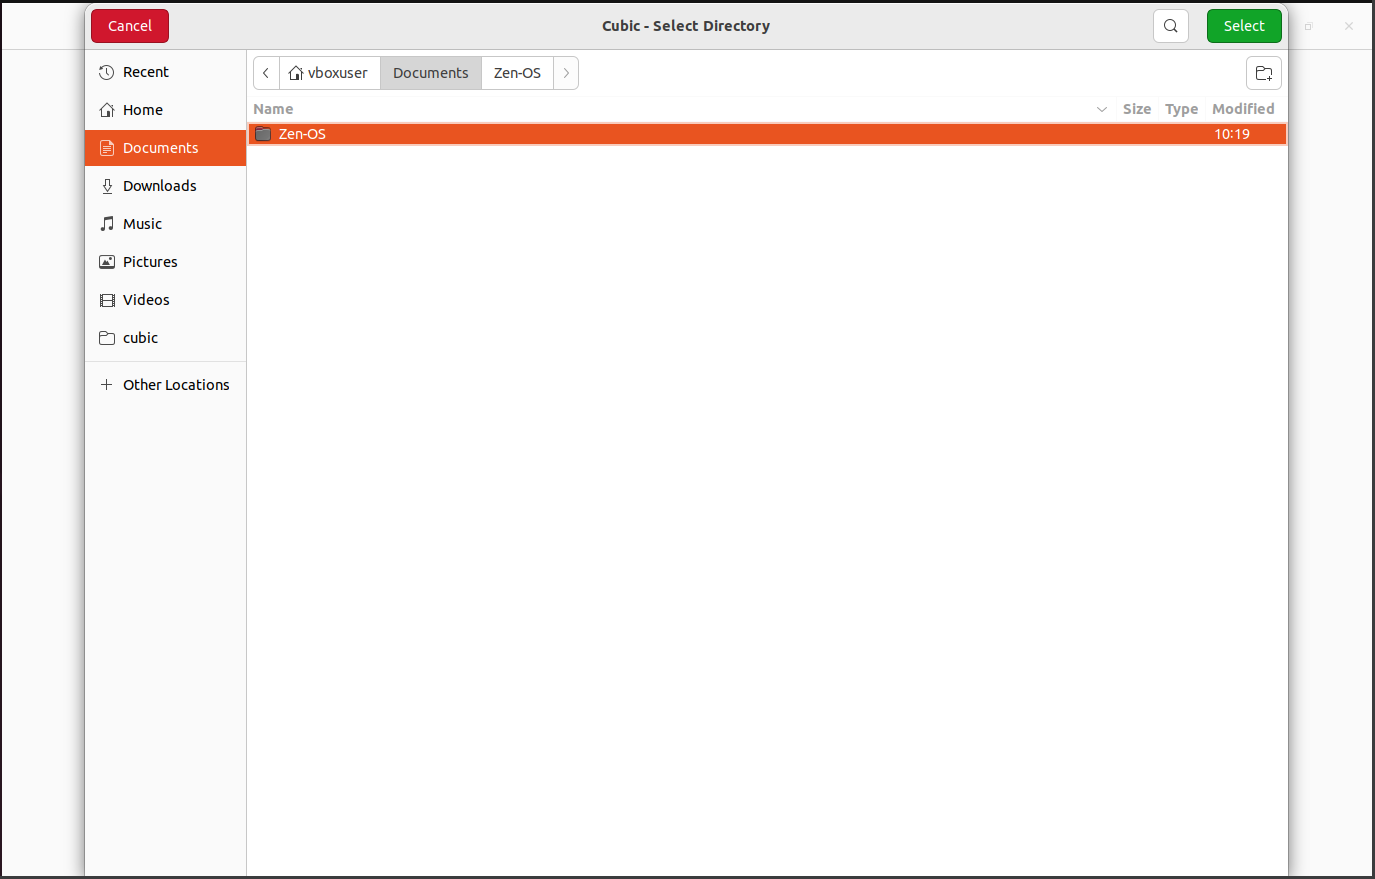 Cancel
Cubic - Select Directory
Select
Recent
Home
Documents
Downloads
Music
Pictures
Videos
cubic
Other Locations
vboxuser Documents Zen-OS
Name Size Type Modified
Zen-OS 10:19